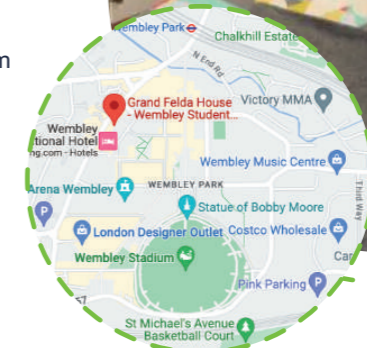 m
Wembley Park
Chalkhill Estate
N End Rd
Grand Felda House
- Wembley Student...
Victory MMA
Wembley
tional Hotel
ng.com - Hotels
Wembley Music Centre
Arena Wembley
WEMBLEY PARK
Third Way
Statue of Bobby Moore
P
London Designer Outlet
Costco Wholesale
Wembley Stadium
Car
Pink Parking
P
St Michael's Avenue
Basketball Court